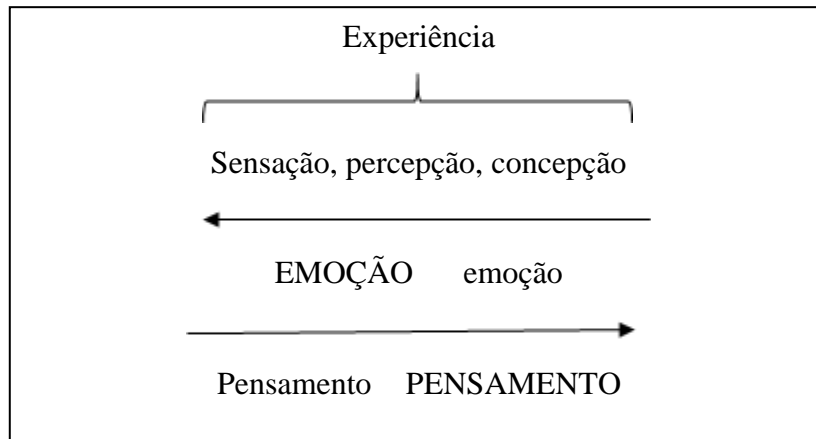 Experiência
Sensação, percepção, concepção
EMOÇÃO emoção
Pensamento PENSAMENTO